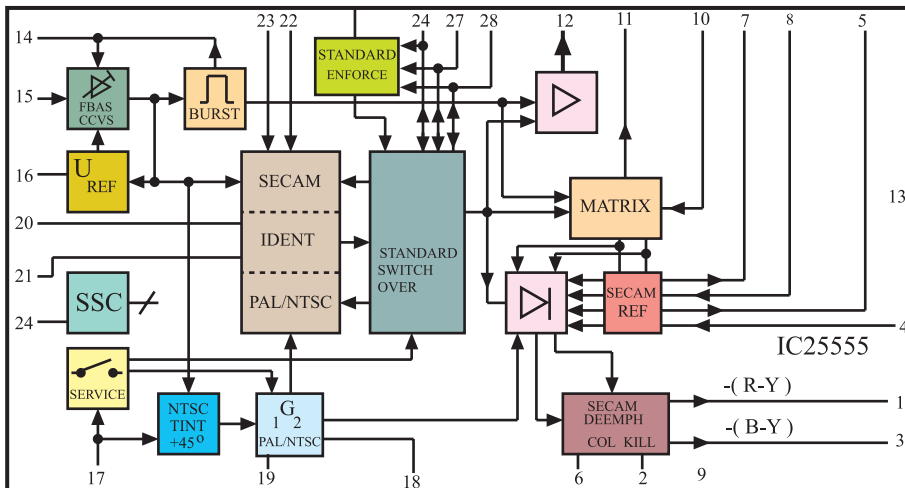 23 22 24 27 28 12 11 10 7 8 5
14
STANDARD
ENFORCE
15
FBAS
CCVS
BURST
16
U
REF
SECAM
MATRIX
13
20
IDENT
STANDARD
SWITCH
OVER
21
SSC
PAL/NTSC
SECAM
REF
24
4
IC25555
SERVICE
NTSC
TINT
+45º
G
1 2
PAL/NTSC
SECAM
DEEMPH
COL KILL
-( R-Y )
1
-( B-Y )
3
17
19
18
6
2
9